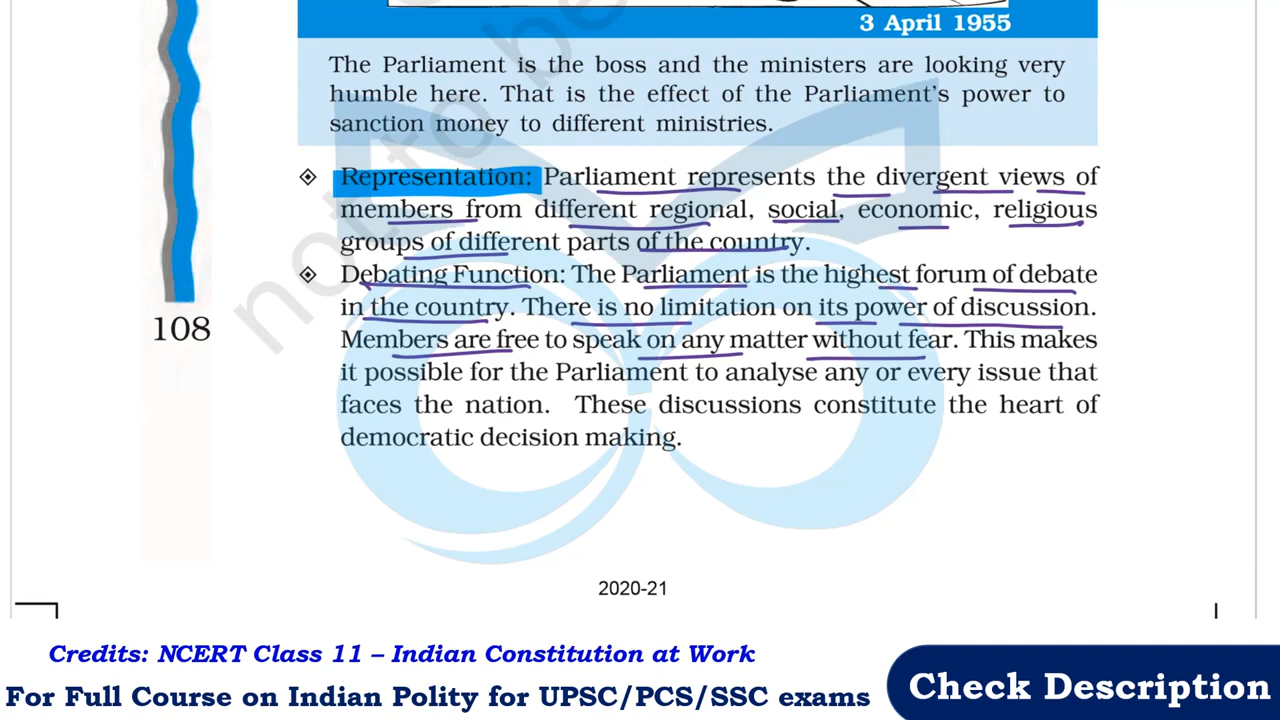 3 April 1955
The Parliament is the boss and the ministers are looking very
humble here. That is the effect of the Parliament's power to
sanction money to different ministries.
Representation: Parliament represents the divergent views of
members from different regional, social, economic, religious
groups of different parts of the country.
Debating Function: The Parliament is the highest forum of debate
in the country. There is no limitation on its power of discussion.
Members are free to speak on any matter without fear. This makes
it possible for the Parliament to analyse any or every issue that
faces the nation. These discussions constitute the heart of
democratic decision making.
108
not to be
2020-21
Credits: NCERT Class 11 – Indian Constitution at Work
For Full Course on Indian Polity for UPSC/PCS/SSC exams
Check Description